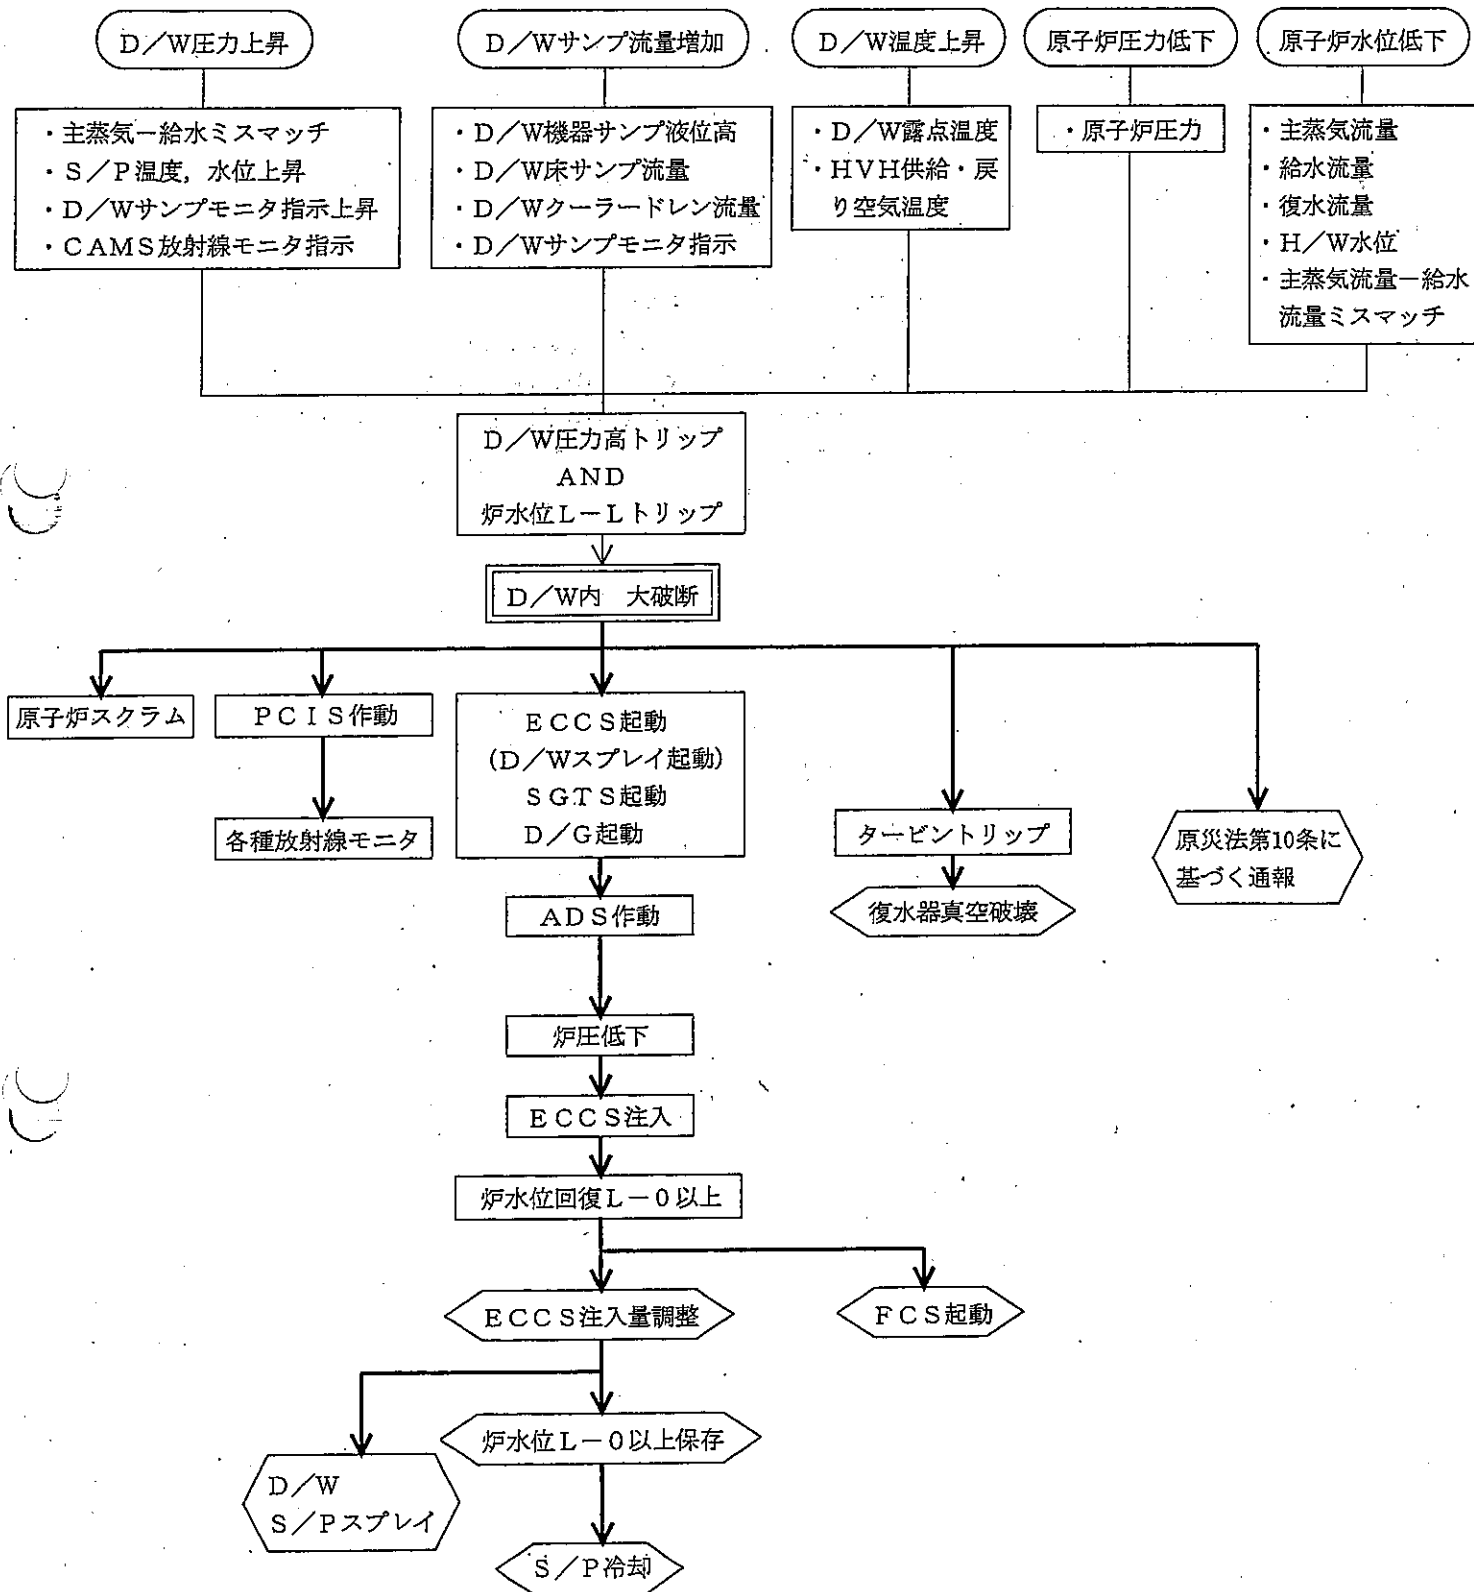 D／W圧力上昇
D／Wサンプ流量増加
D／W温度上昇
原子炉圧力低下
原子炉水位低下
・主蒸気－給水ミスマッチ
・S／P温度，水位上昇
・D／Wサンプモニタ指示上昇
・CAMS放射線モニタ指示
・D／W機器サンプ液位高
・D／W床サンプ流量
・D／Wクーラードレン流量
・D／Wサンプモニタ指示
・D／W露点温度
・HVH供給・戻
り空気温度
・原子炉圧力
・主蒸気流量
・給水流量
・復水流量
・H／W水位
・主蒸気流量－給水
流量ミスマッチ
D／W圧力高トリップ
AND
炉水位L－Lトリップ
D／W内　大破断
原子炉スクラム
PCIS作動
各種放射線モニタ
ECCS起動
(D／Wスプレイ起動)
SGTS起動
D／G起動
タービントリップ
復水器真空破壊
原災法第10条に
基づく通報
ADS作動
炉圧低下
ECCS注入
炉水位回復L－0以上
ECCS注入量調整
FCS起動
炉水位L－0以上保存
D／W
S／Pスプレイ
S／P冷却